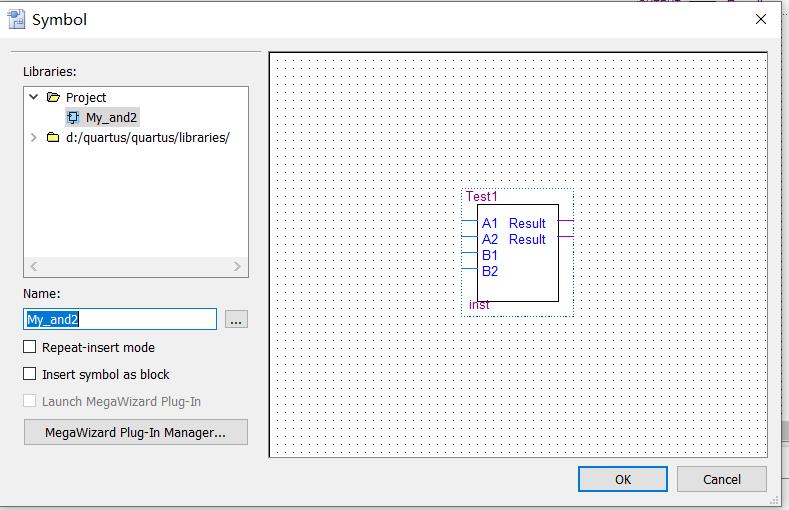 Symbol
Libraries:
Project
My_and2
d:/quartus/quartus/libraries/
Name:
My_and2
...
Repeat-insert mode
Insert symbol as block
Launch MegaWizard Plug-In
MegaWizard Plug-In Manager...
Test1
A1 Result
A2 Result
B1
B2
inst
OK
Cancel